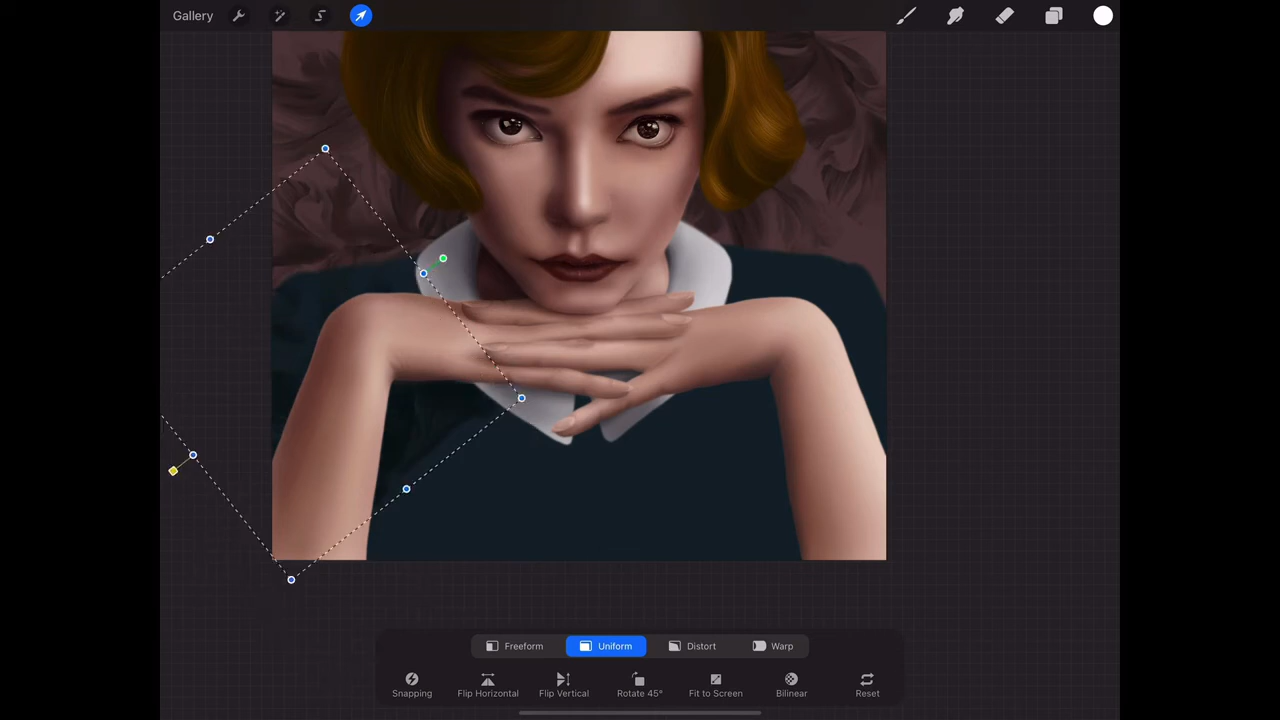 Gallery
Freeform Uniform Distort Warp
Snapping Flip Horizontal Flip Vertical Rotate 45° Fit to Screen Bilinear Reset